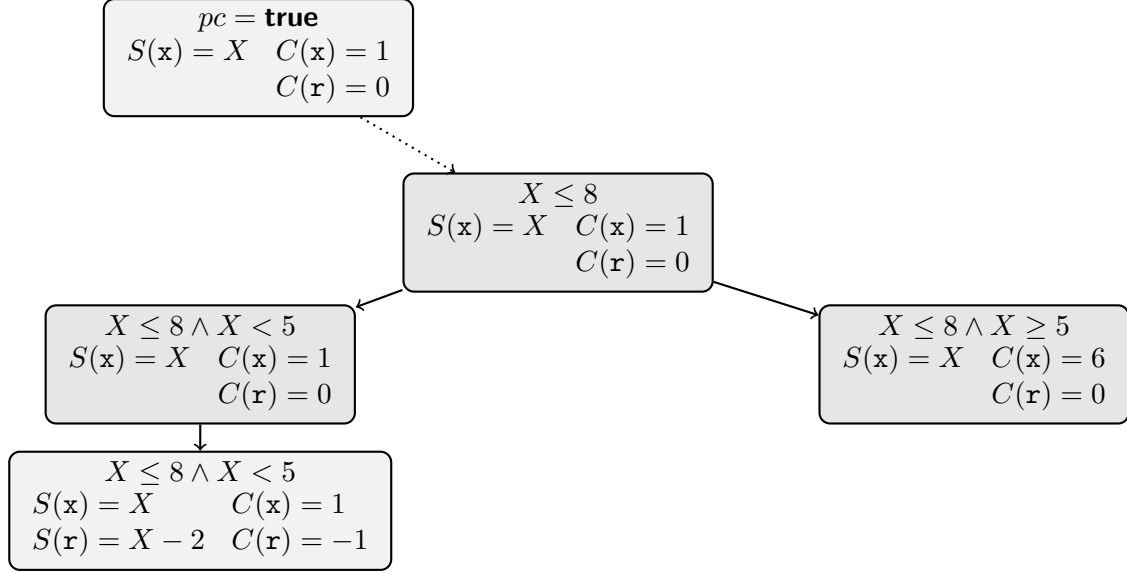 pc = true
S(x) = X C(x) = 1
C(r) = 0
X ≤ 8
S(x) = X C(x) = 1
C(r) = 0
X ≤ 8 ∧ X < 5
S(x) = X C(x) = 1
C(r) = 0
X ≤ 8 ∧ X ≥ 5
S(x) = X C(x) = 6
C(r) = 0
X ≤ 8 ∧ X < 5
S(x) = X C(x) = 1
S(r) = X − 2 C(r) = −1